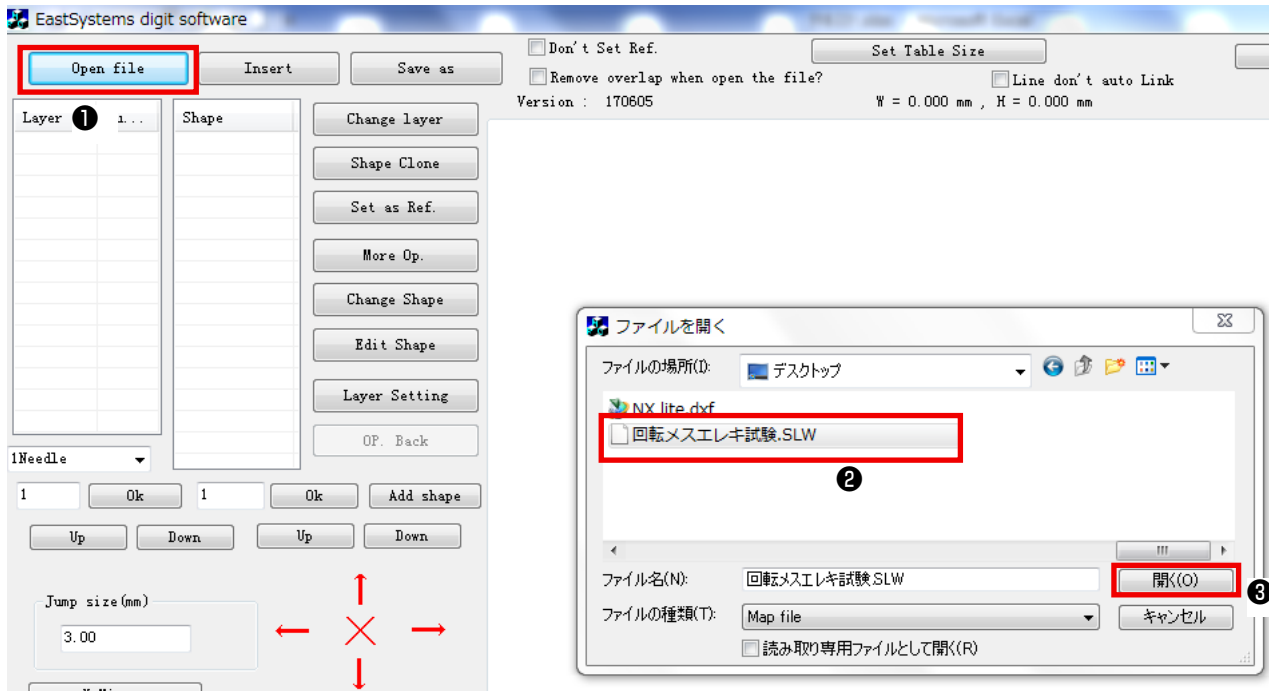 EastSystems digit software
Open file
Insert
Save as
Don't Set Ref.
Set Table Size
Remove overlap when open the file?
Line don't auto Link
Version : 170605
W = 0.000 mm , H = 0.000 mm
Layer
❶
Shape
Change layer
Shape Clone
Set as Ref.
More Op.
Change Shape
Edit Shape
Layer Setting
OP. Back
1Needle
1
Ok
1
Ok
Add shape
Up
Down
Up
Down
Jump size(mm)
3.00
ファイルを開く
ファイルの場所(I):
デスクトップ
NX lite.dxf
回転メスエレキ試験.SLW
❷
ファイル名(N):
回転メスエレキ試験.SLW
開く(O)
❸
ファイルの種類(T):
Map file
キャンセル
読み取り専用ファイルとして開く(R)